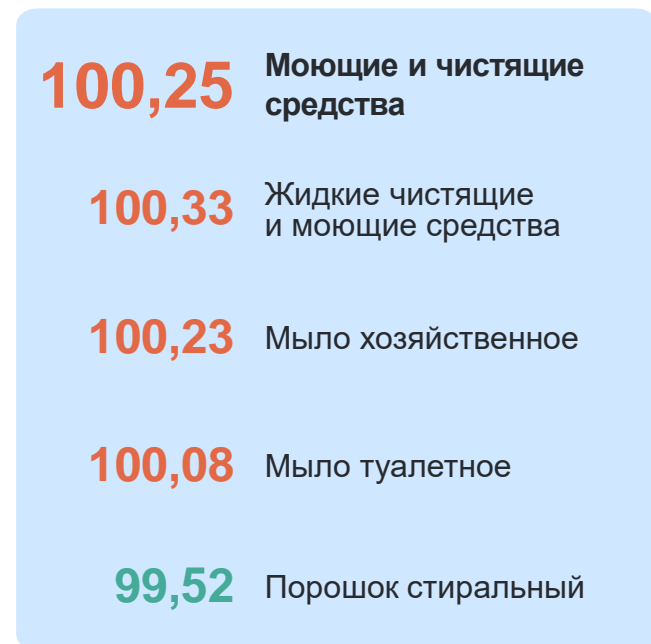 100,25 Моющие и чистящие
средства
100,33 Жидкие чистящие
и моющие средства
100,23 Мыло хозяйственное
100,08 Мыло туалетное
99,52 Порошок стиральный